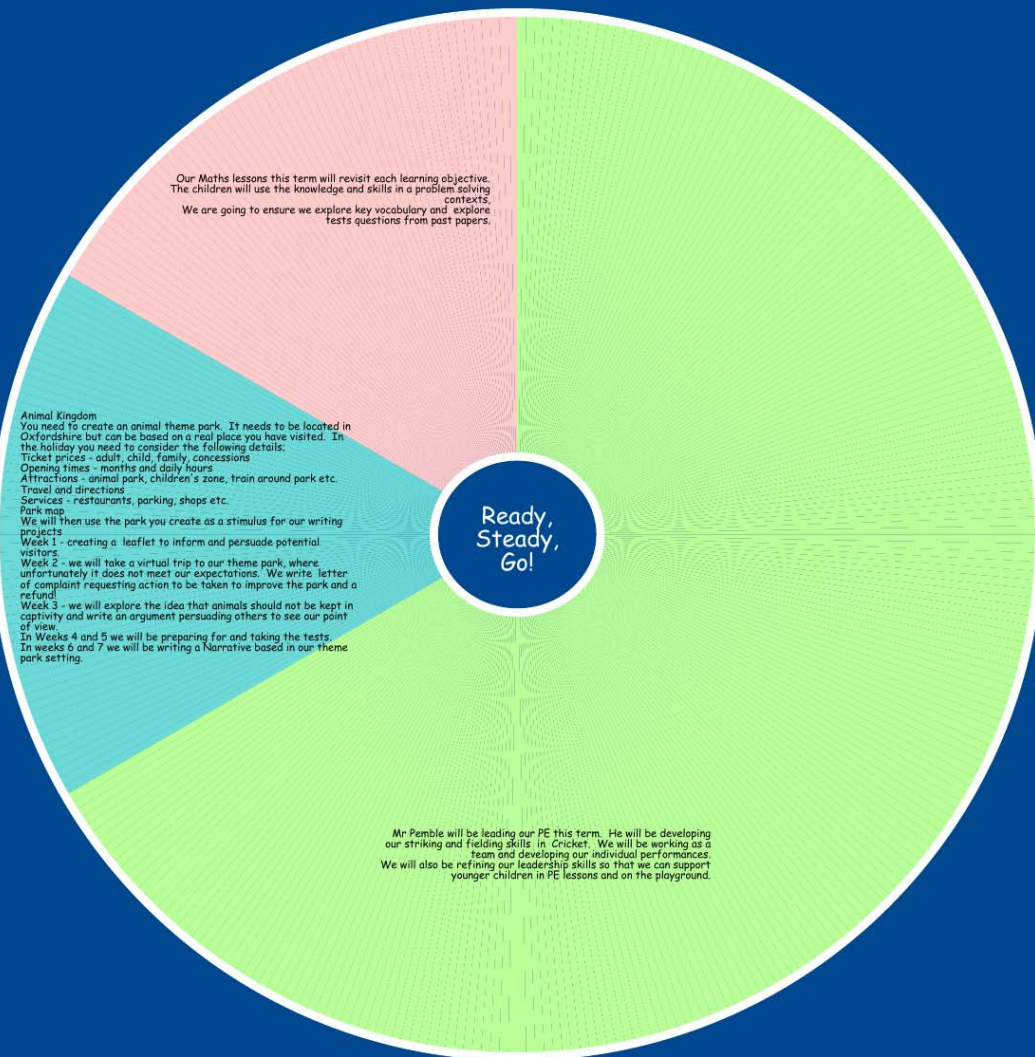 Our Maths lessons this term will revisit each learning objective.
The children will use the knowledge and skills in a problem solving
contexts,
We are going to ensure we explore key vocabulary and explore
tests questions from past papers.
Animal Kingdom
You need to create an animal theme park. It needs to be located in
Oxfordshire but can be based on a real place you have visited. In
the holiday you need to consider the following details;
Ticket prices - adult, child, family, concessions
Opening times - months and daily hours
Attractions - animal park, children's zone, train around park etc.
Travel and directions
Services - restaurants, parking, shops etc.
Park map
We will then use the park you create as a stimulus for our writing
projects
Week 1 - creating a leaflet to inform and persuade potential
visitors.
Week 2 - we will take a virtual trip to our theme park, where
unfortunately it does not meet our expectations. We write letter
of complaint requesting action to be taken to improve the park and a
refund!
Week 3 - we will explore the idea that animals should not be kept in
captivity and write an argument persuading others to see our point
of view.
In Weeks 4 and 5 we will be preparing for and taking the tests.
In weeks 6 and 7 we will be writing a Narrative based in our theme
park setting.
Ready,
Steady,
Go!
Mr Pemble will be leading our PE this term. He will be developing
our striking and fielding skills in Cricket. We will be working as a
team and developing our individual performances.
We will also be refining our leadership skills so that we can support
younger children in PE lessons and on the playground.